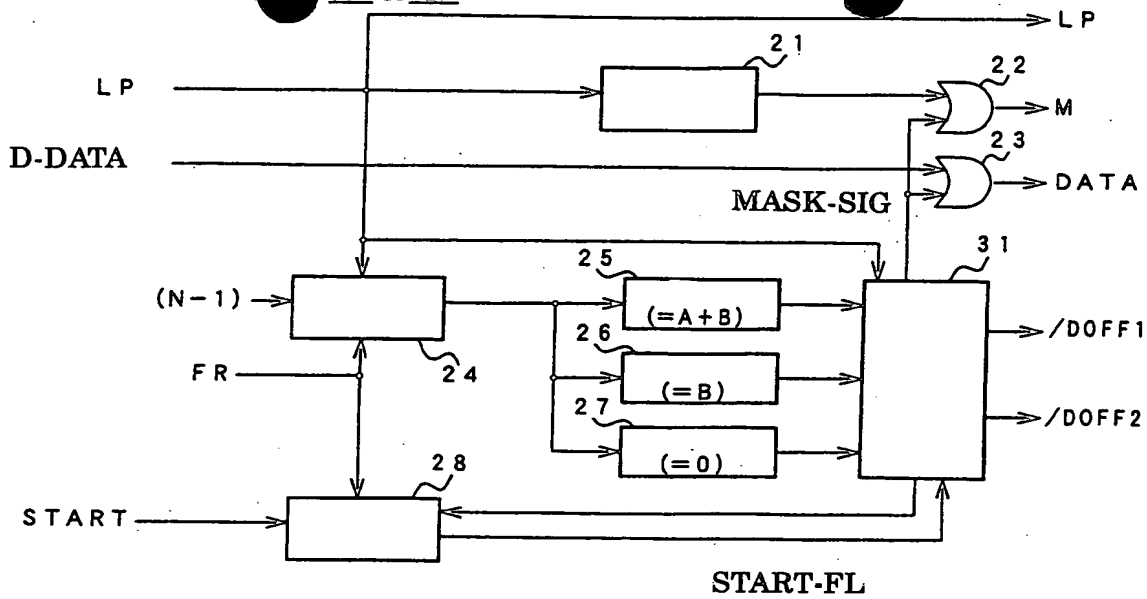 LP
21
LP
22
M
D-DATA
23
DATA
MASK-SIG
31
25
(N-1)
(=A+B)
/DOFF1
26
24
FR
(=B)
/DOFF2
27
(=0)
28
START
START-FL